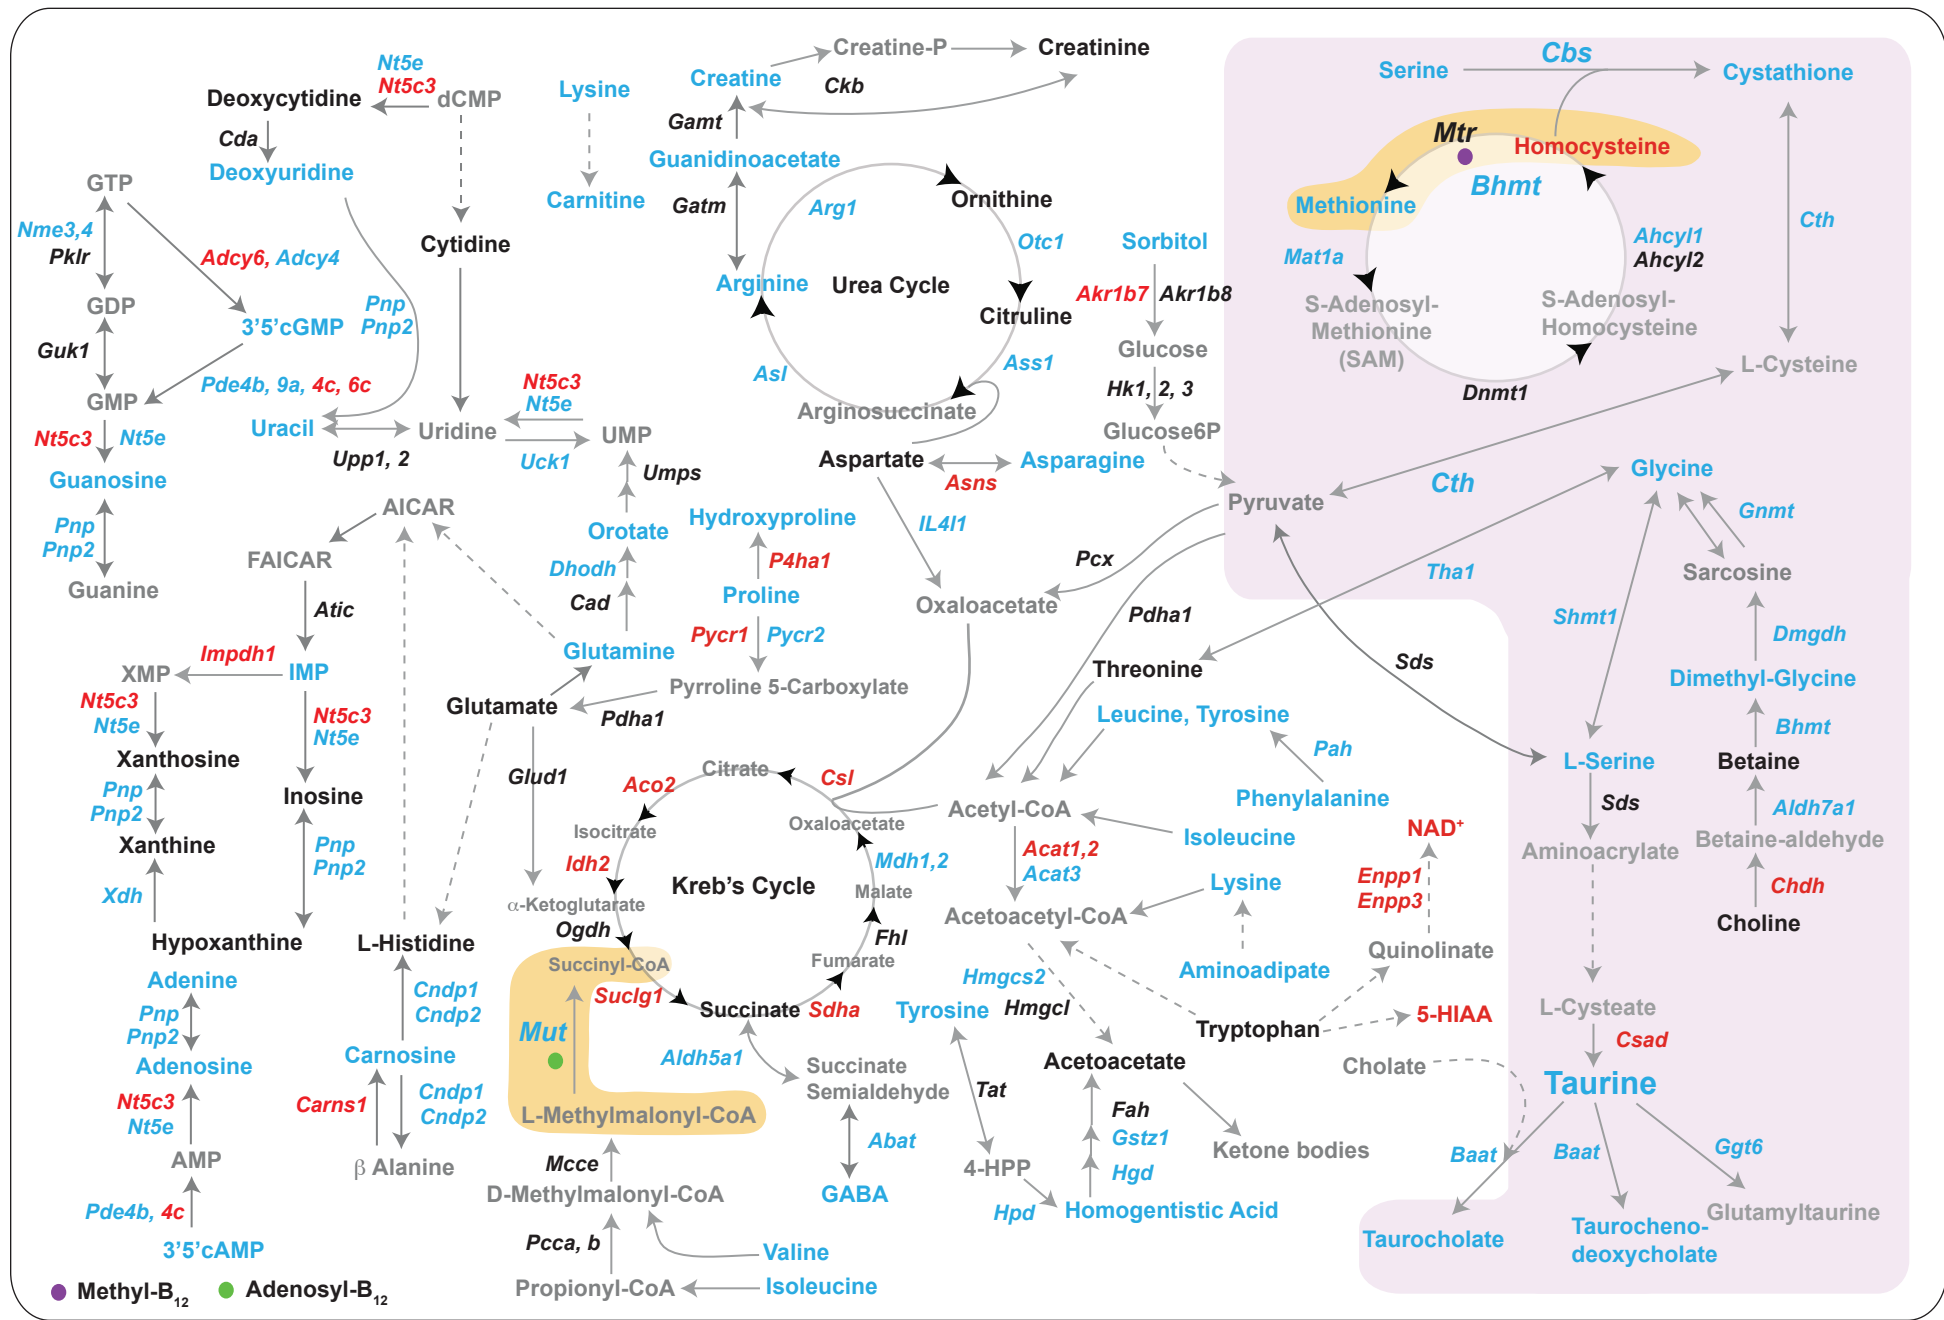 Nt5e
Nt5c3
Deoxycytidine
dCMP
Cda
Deoxyuridine
GTP
Nme3,4
Pklr
Adcy6, Adcy4
GDP
3'5'cGMP
Pnp
Pnp2
Guk1
Pde4b, 9a, 4c, 6c
GMP
Nt5c3
Nt5e
Guanosine
Pnp
Pnp2
Guanine
Cytidine
Uracil
Uridine
Upp1, 2
Nt5c3
Nt5e
Uck1
UMP
Umps
Orotate
Dhodh
Cad
Glutamine
Lysine
Carnitine
Creatine
Creatine-P
Creatinine
Ckb
Gamt
Guanidinoacetate
Gatm
Arginine
Arg1
Ornithine
Otc1
Urea Cycle
Citruline
Ass1
Asl
Arginosuccinate
Aspartate
Asns
Asparagine
IL4I1
Oxaloacetate
Sorbitol
Akr1b7
Akr1b8
Glucose
Hk1, 2, 3
Glucose6P
Pyruvate
Pcx
Pdha1
Serine
Cbs
Cystathione
Mtr
Homocysteine
Bhmt
Methionine
Mat1a
Ahcyl1
Ahcyl2
S-Adenosyl-
Methionine
(SAM)
S-Adenosyl-
Homocysteine
Dnmt1
Cth
L-Cysteine
Cth
Glycine
Gnmt
Tha1
Sarcosine
Shmt1
Dmgdh
Dimethyl-Glycine
Bhmt
Betaine
Aldh7a1
Betaine-aldehyde
Chdh
Choline
Sds
L-Serine
Sds
Aminoacrylate
L-Cysteate
Csad
Taurine
Cholate
Baat
Baat
Ggt6
Taurocholate
Taurocheno-
deoxycholate
Glutamyltaurine
AICAR
FAICAR
Atic
Impdh1
XMP
IMP
Nt5c3
Nt5e
Nt5c3
Nt5e
Xanthosine
Pnp
Pnp2
Inosine
Xanthine
Pnp
Pnp2
Xdh
Hypoxanthine
Adenine
Pnp
Pnp2
Adenosine
Nt5c3
Nt5e
AMP
Pde4b, 4c
3'5'cAMP
L-Histidine
Cndp1
Cndp2
Carnosine
Carns1
Cndp1
Cndp2
β Alanine
Hydroxyproline
P4ha1
Proline
Pycr1
Pycr2
Pyrroline 5-Carboxylate
Pdha1
Glutamate
Glud1
Citrate
Csl
Aco2
Isocitrate
Oxaloacetate
Idh2
Mdh1,2
Kreb's Cycle
Malate
α-Ketoglutarate
Ogdh
Fhl
Succinyl-CoA
Fumarate
Suclg1
Succinate
Sdha
Mut
Aldh5a1
Succinate
Semialdehyde
Abat
GABA
L-Methylmalonyl-CoA
Mcce
D-Methylmalonyl-CoA
Pcca, b
Valine
Propionyl-CoA
Isoleucine
Threonine
Leucine, Tyrosine
Pah
Phenylalanine
Acetyl-CoA
Isoleucine
Acat1,2
Acat3
Lysine
Acetoacetyl-CoA
Aminoadipate
Hmgcs2
Hmgcl
Tyrosine
Tat
Acetoacetate
Fah
Gstz1
Hgd
4-HPP
Hpd
Homogentistic Acid
Ketone bodies
Tryptophan
NAD+
Enpp1
Enpp3
Quinolinate
5-HIAA
Methyl-B12
Adenosyl-B12